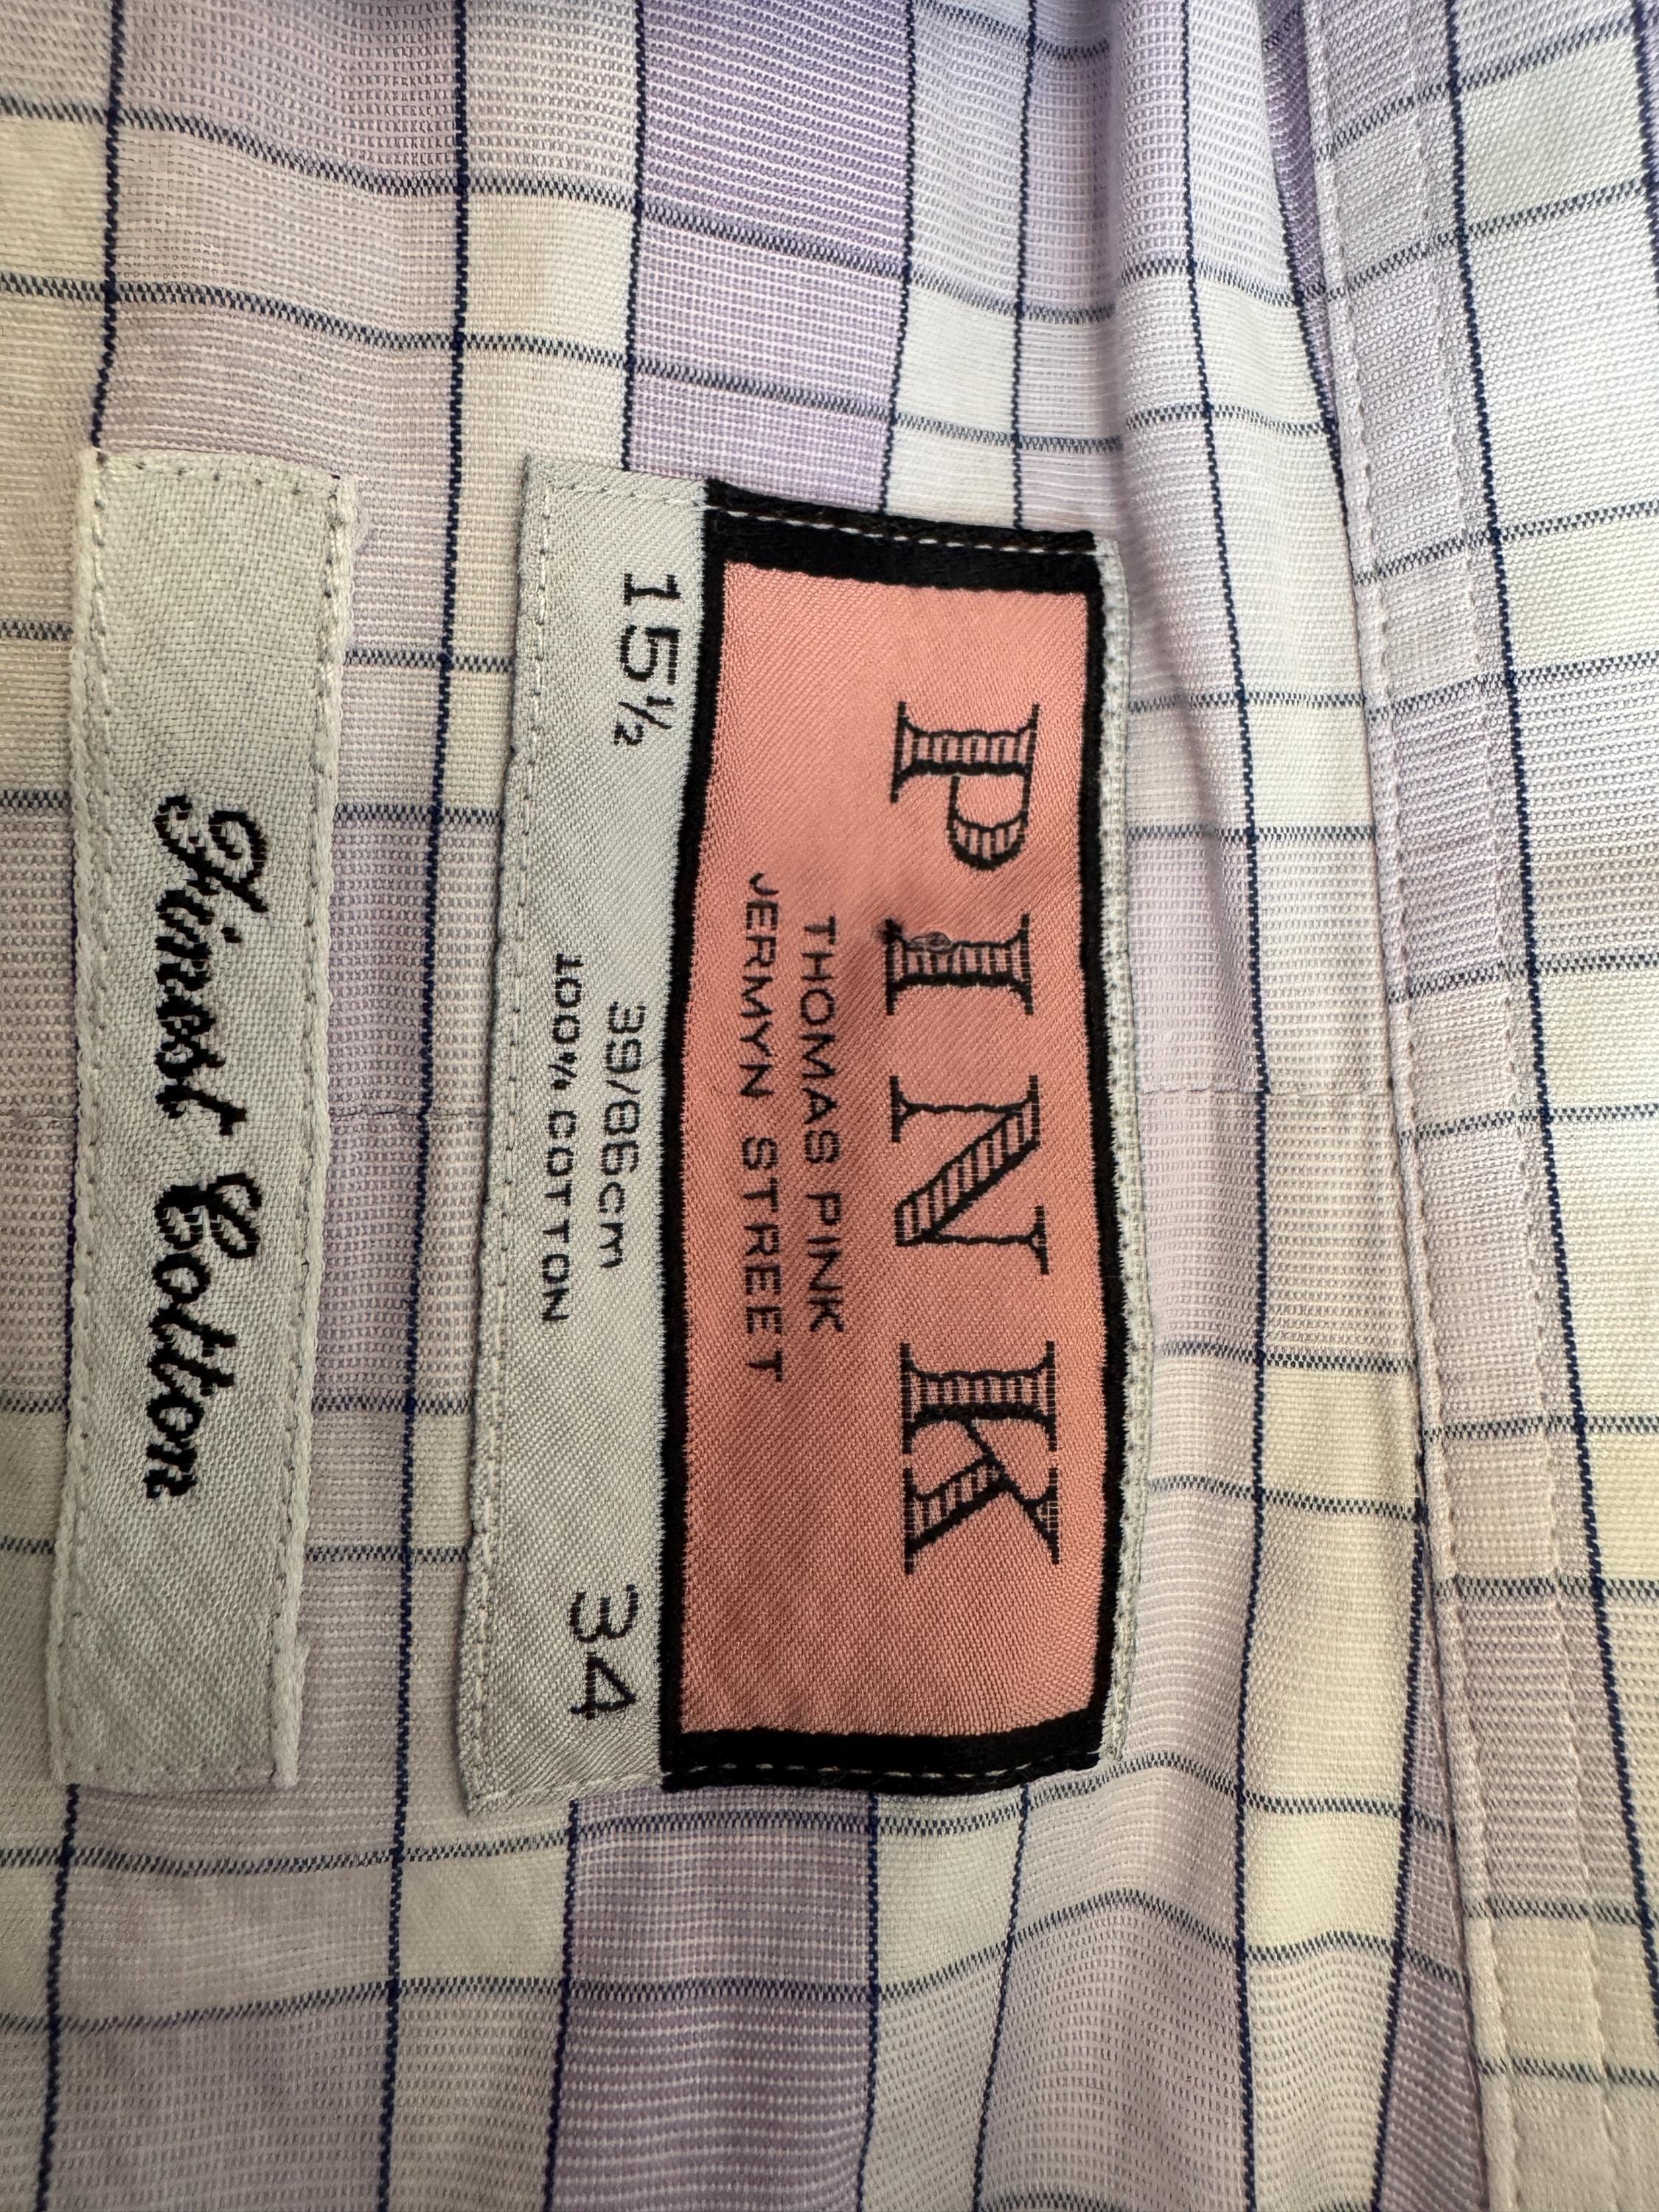 PINK
THOMAS PINK
JERMYN STREET
15½ 34
39/86cm
100% COTTON
Finest Cotton